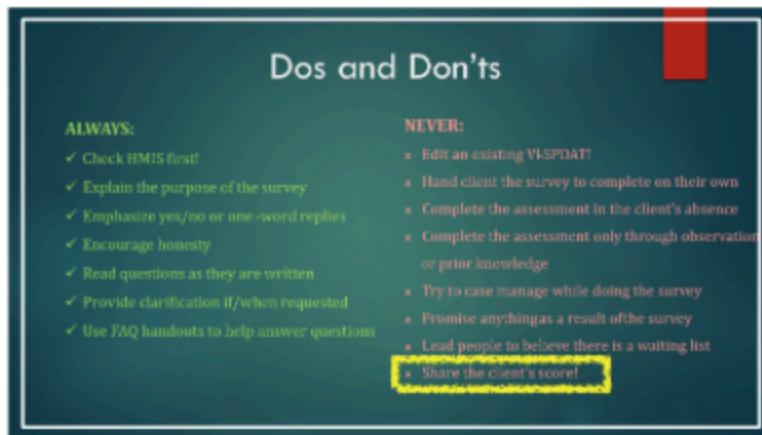 Dos and Don'ts
ALWAYS:
✓ Check HMIS first!
✓ Explain the purpose of the survey
✓ Emphasize yes/no or one -word replies
✓ Encourage honesty
✓ Read questions as they are written
✓ Provide clarification if/when requested
✓ Use FAQ handouts to help answer questions
NEVER:
× Edit an existing VI-SPDAT!
× Hand client the survey to complete on their own
× Complete the assessment in the client's absence
× Complete the assessment only through observation
or prior knowledge
× Try to case manage while doing the survey
× Promise anythingas a result ofthe survey
× Lead people to believe there is a waiting list
× Share the client's score!